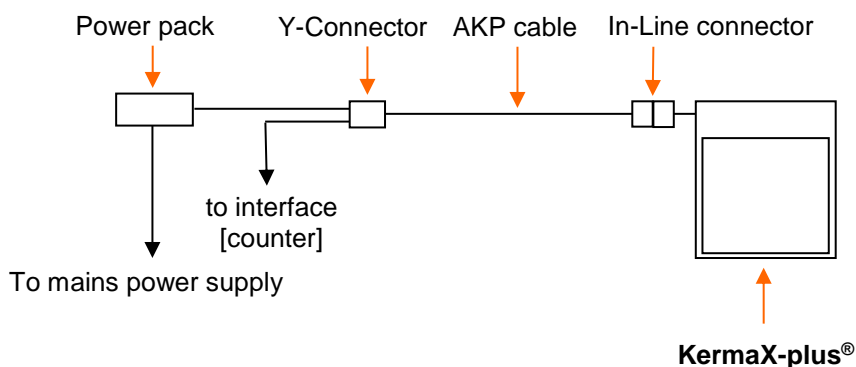 Power pack
Y-Connector
AKP cable
In-Line connector
to interface
[counter]
To mains power supply
KermaX-plus®